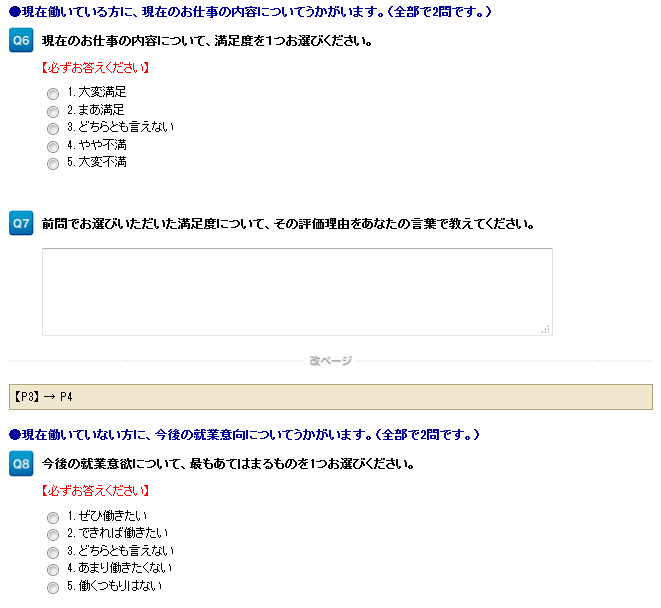 ●現在働いている方に、現在のお仕事の内容についてうかがいます。（全部で2問です。）
Q6 現在のお仕事の内容について、満足度を1つお選びください。
【必ずお答えください】
1. 大変満足
2. まあ満足
3. どちらとも言えない
4. やや不満
5. 大変不満
Q7 前問でお選びいただいた満足度について、その評価理由をあなたの言葉で教えてください。
改ページ
【P3】 → P4
●現在働いていない方に、今後の就業意向についてうかがいます。（全部で2問です。）
Q8 今後の就業意欲について、最もあてはまるものを1つお選びください。
【必ずお答えください】
1. ぜひ働きたい
2. できれば働きたい
3. どちらとも言えない
4. あまり働きたくない
5. 働くつもりはない